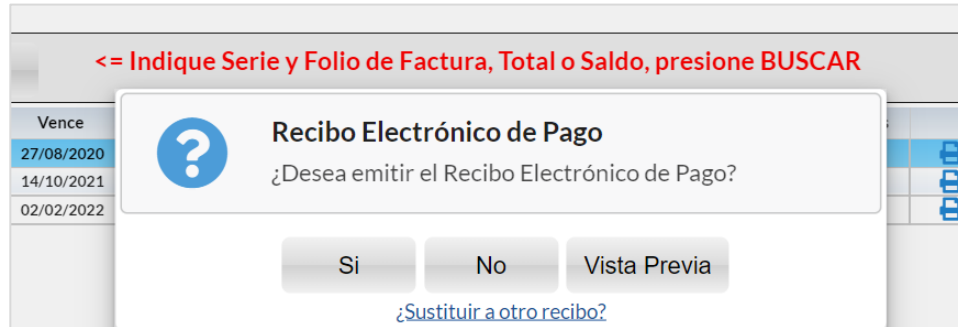 <= Indique Serie y Folio de Factura, Total o Saldo, presione BUSCAR
Vence
27/08/2020
14/10/2021
02/02/2022
Recibo Electrónico de Pago
¿Desea emitir el Recibo Electrónico de Pago?
Si No Vista Previa
¿Sustituir a otro recibo?